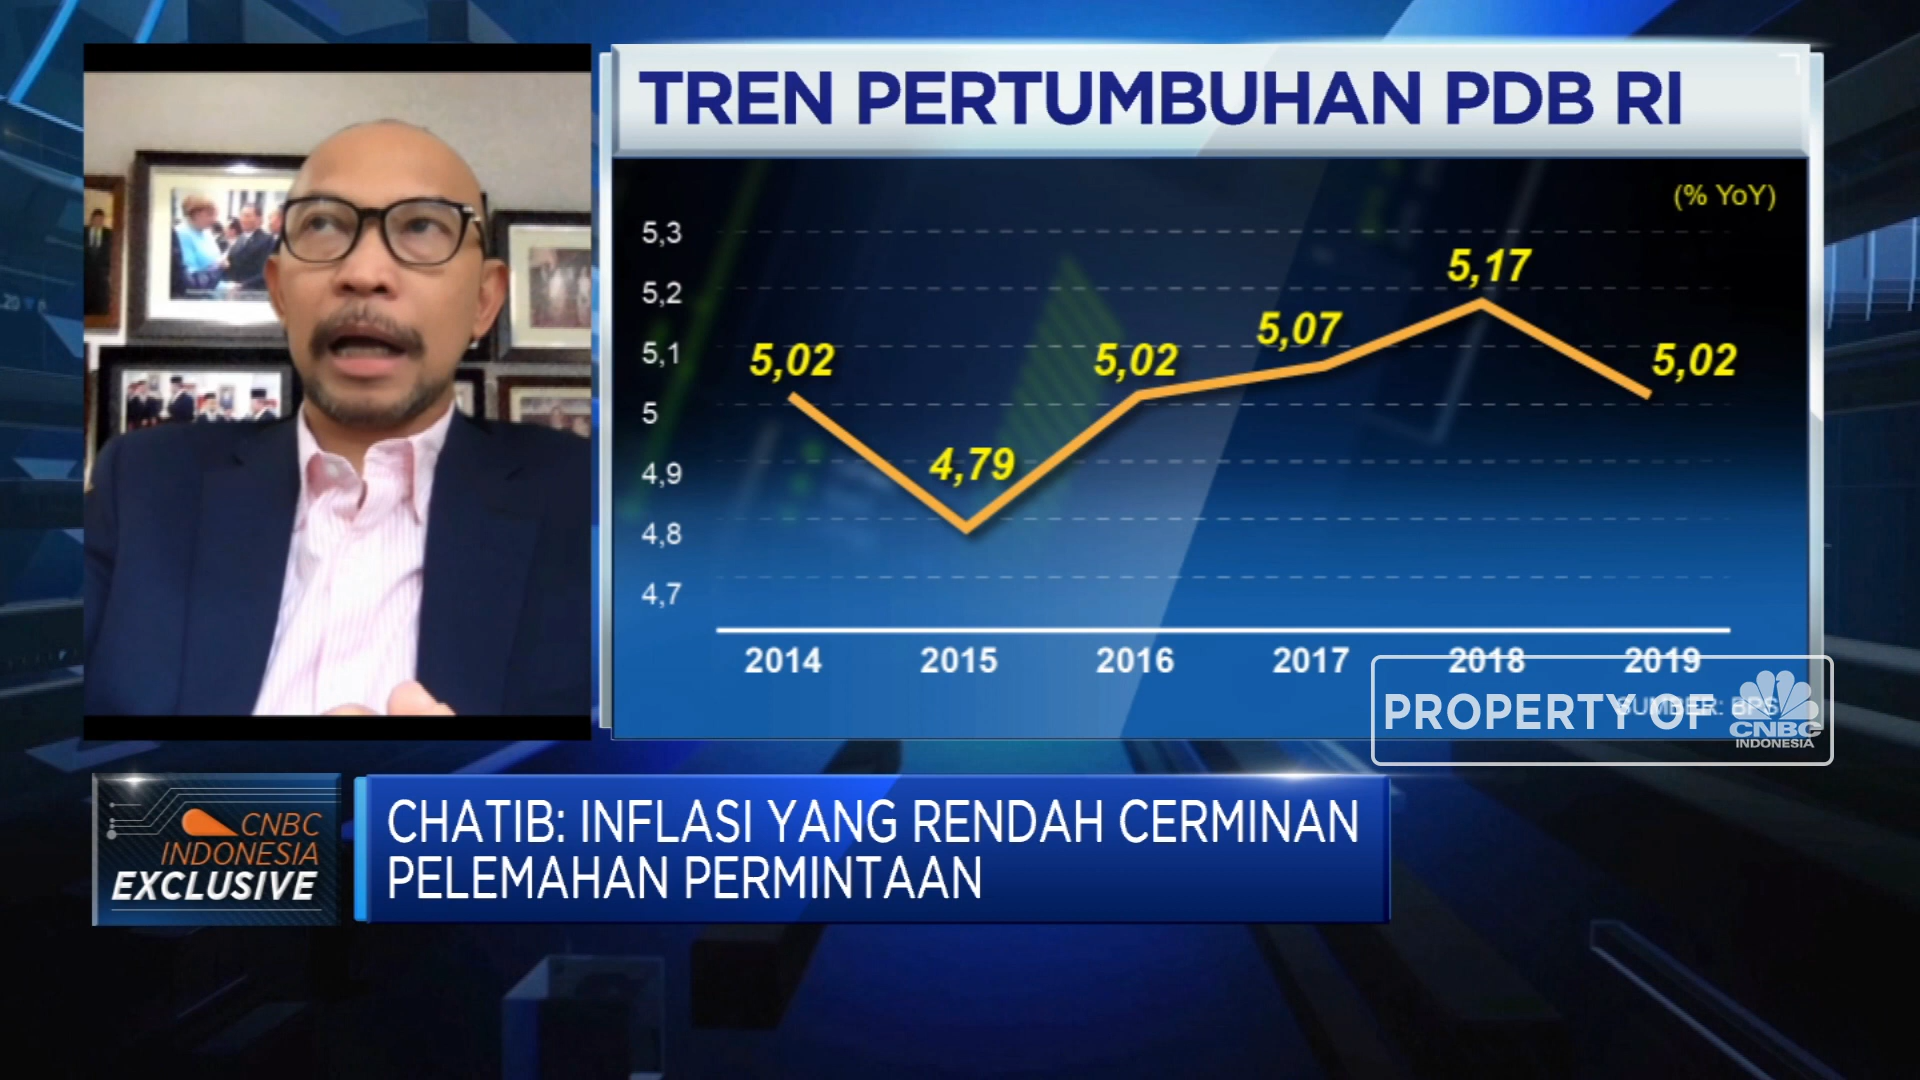 TREN PERTUMBUHAN PDB RI
(% YoY)
5,3
5,2
5,1
5
4,9
4,8
4,7
5,02
4,79
5,02
5,07
5,17
5,02
2014 2015 2016 2017 2018 2019
SUMBER: BPS
PROPERTY OF
CNBC
INDONESIA
CNBC
INDONESIA
EXCLUSIVE
CHATIB: INFLASI YANG RENDAH CERMINAN
PELEMAHAN PERMINTAAN